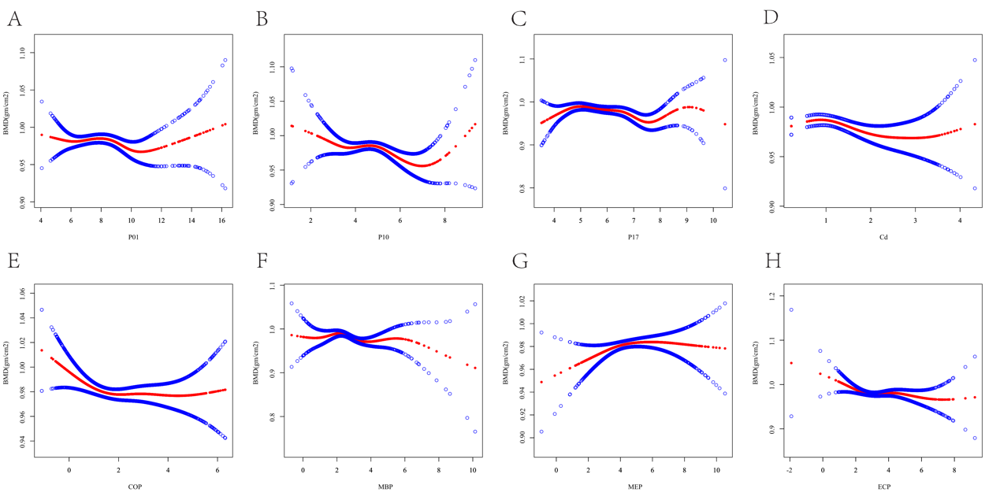 A B C D
BMD(gm/cm2)
0.90 0.95 1.00 1.05 1.10
4 6 8 10 12 14 16
P01
BMD(gm/cm2)
0.90 0.95 1.00 1.05 1.10
2 4 6 8
P10
BMD(gm/cm2)
0.8 0.9 1.0 1.1
4 5 6 7 8 9 10
P17
BMD(gm/cm2)
0.90 0.95 1.00 1.05
1 2 3 4
Cd
E F G H
BMD(gm/cm2)
0.94 0.96 0.98 1.00 1.02 1.04 1.06
0 2 4 6
COP
BMD(gm/cm2)
0.8 0.9 1.0 1.1
0 2 4 6 8 10
MBP
BMD(gm/cm2)
0.90 0.92 0.94 0.96 0.98 1.00 1.02
0 2 4 6 8 10
MEP
BMD(gm/cm2)
0.9 1.0 1.1 1.2
-2 0 2 4 6 8
ECP